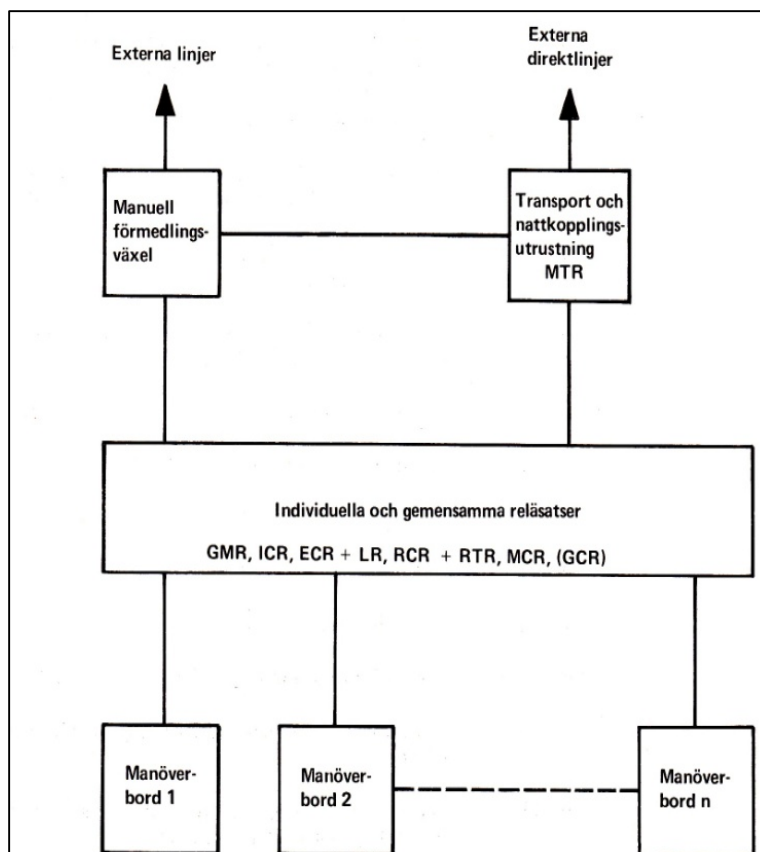 Externa linjer
Externa
direktlinjer
Manuell
förmedlings-
växel
Transport och
nattkopplings-
utrustning
MTR
Individuella och gemensamma reläsatser
GMR, ICR, ECR + LR, RCR + RTR, MCR, (GCR)
Manöver-
bord 1
Manöver-
bord 2
Manöver-
bord n